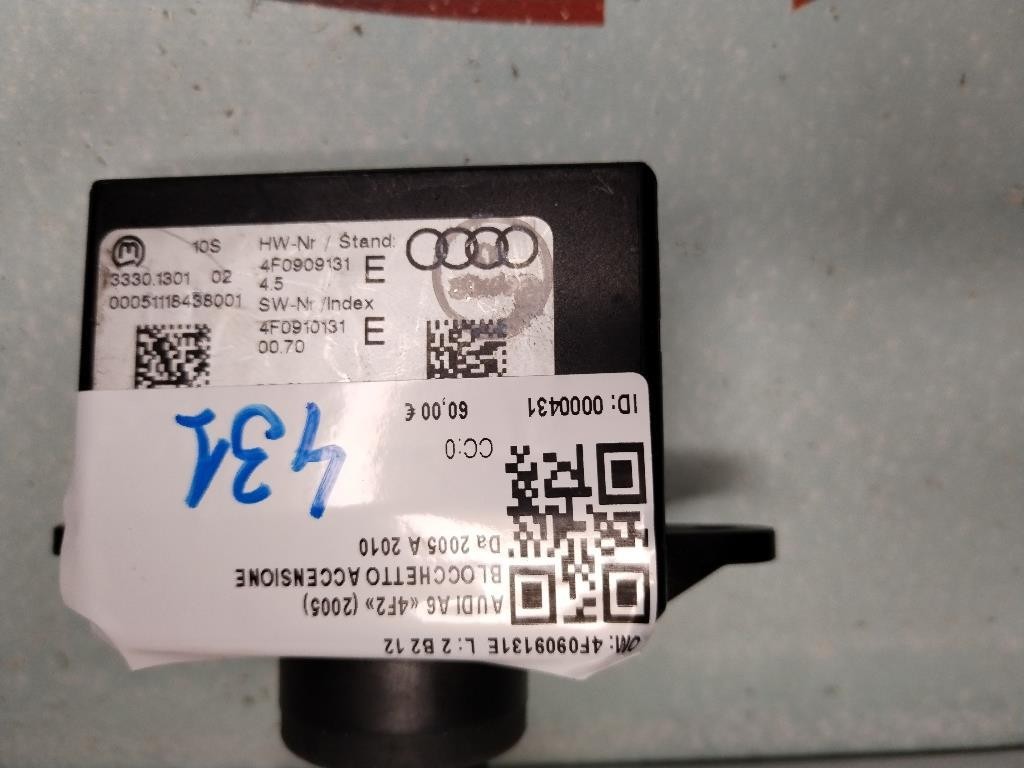 10S
3330.1301 02
00051118438001
HW-Nr / Stand:
4F0909131 E
4.5
SW-Nr /Index
4F0910131 E
00.70
OM: 4F0909131E L: 2 B2 12
AUDI A6 «4F2» (2005)
BLOCCHETTO ACCENSIONE
Da 2005 A 2010
CC:0
ID: 0000431 60,00 €
431